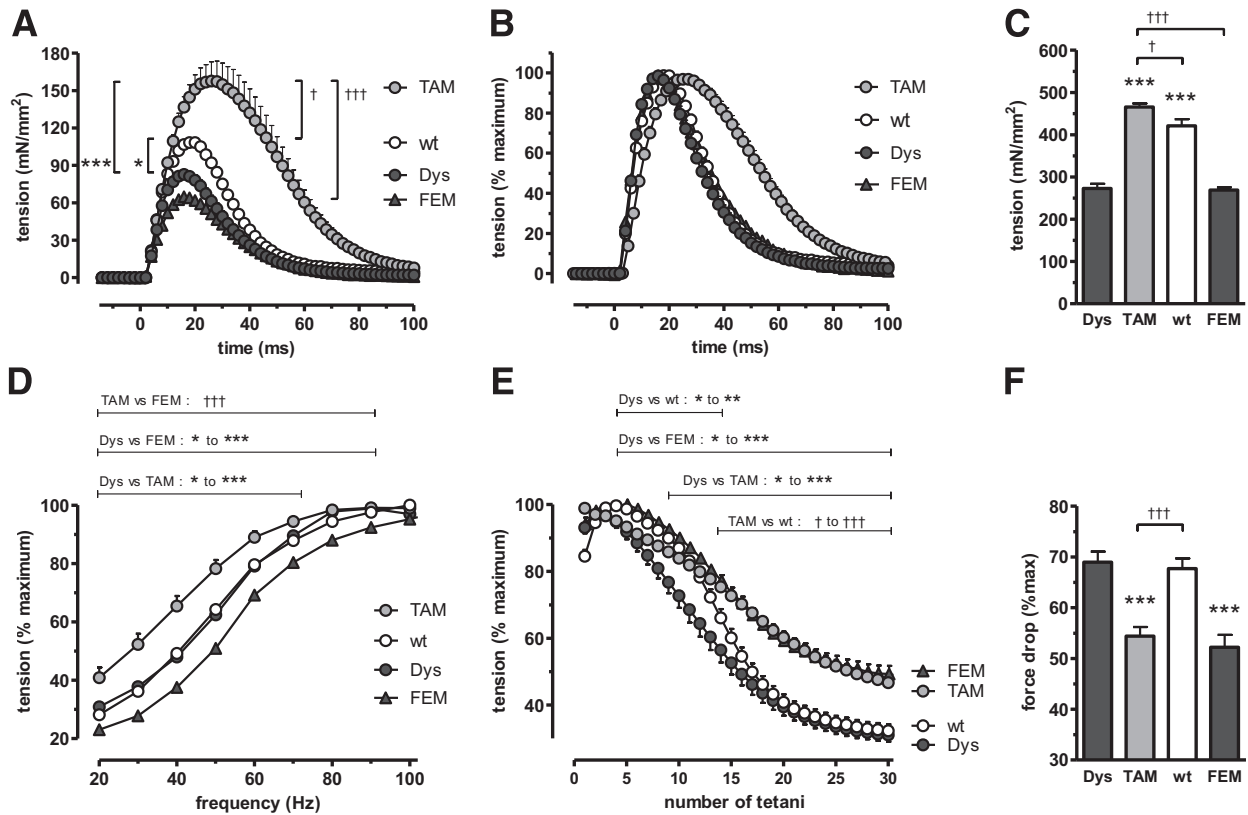 A
180
150
120
90
60
30
0
tension (mN/mm²)
***
*
†
†††
TAM
wt
Dys
FEM
0 20 40 60 80 100
time (ms)
B
100
80
60
40
20
0
tension (% maximum)
TAM
wt
Dys
FEM
0 20 40 60 80 100
time (ms)
C
†††
†
600
500
400
300
200
100
0
tension (mN/mm²)
***
***
Dys TAM wt FEM
D
TAM vs FEM : †††
Dys vs FEM : * to ***
Dys vs TAM : * to ***
100
80
60
40
20
tension (% maximum)
TAM
wt
Dys
FEM
20 40 60 80 100
frequency (Hz)
E
Dys vs wt : * to **
Dys vs FEM : * to ***
Dys vs TAM : * to ***
TAM vs wt : † to †††
100
80
60
40
tension (% maximum)
FEM
TAM
wt
Dys
0 5 10 15 20 25 30
number of tetani
F
80
70
60
50
40
30
force drop (%max)
†††
***
***
Dys TAM wt FEM